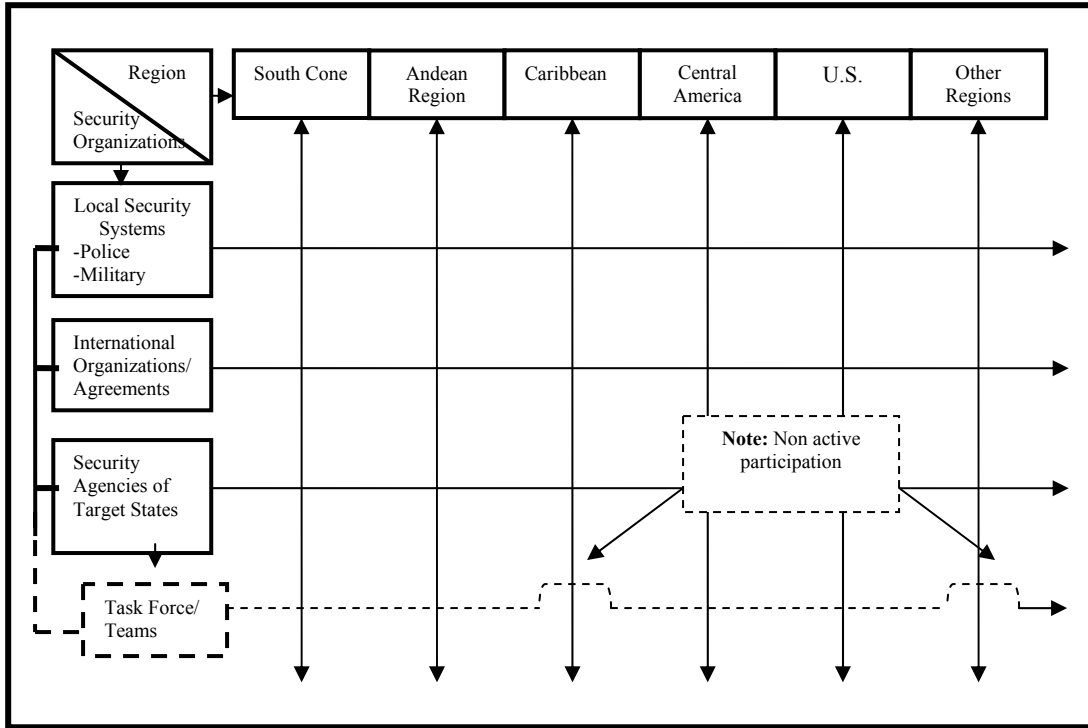 Region
Security
Organizations
South Cone
Andean
Region
Caribbean
Central
America
U.S.
Other
Regions
Local Security
Systems
-Police
-Military
International
Organizations/
Agreements
Note: Non active
participation
Security
Agencies of
Target States
Task Force/
Teams